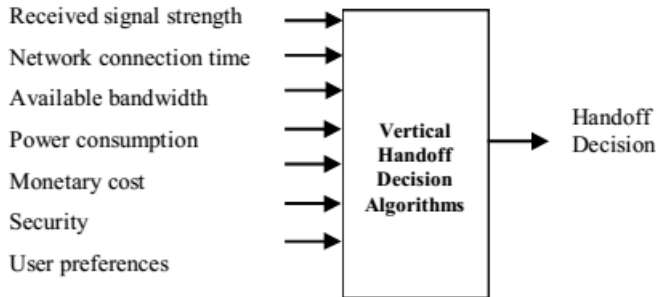 Received signal strength
Network connection time
Available bandwidth
Power consumption
Monetary cost
Security
User preferences
Vertical
Handoff
Decision
Algorithms
Handoff
Decision